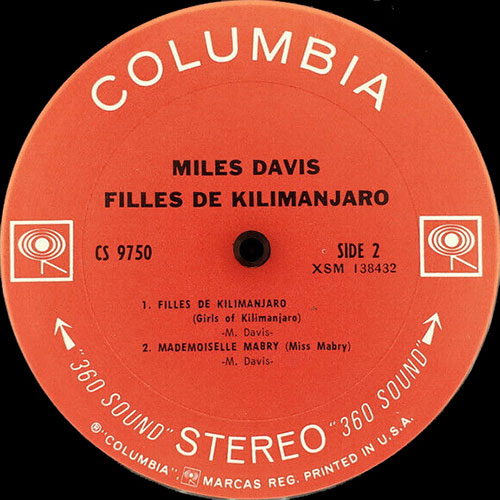 COLUMBIA
MILES DAVIS
FILLES DE KILIMANJARO
CS 9750
SIDE 2
XSM 138432
1. FILLES DE KILIMANJARO
(Girls of Kilimanjaro)
-M. Davis-
2. MADEMOISELLE MABRY (Miss Mabry)
-M. Davis-
"360 SOUND" STEREO "360 SOUND"
® "COLUMBIA", MARCAS REG. PRINTED IN U.S.A.